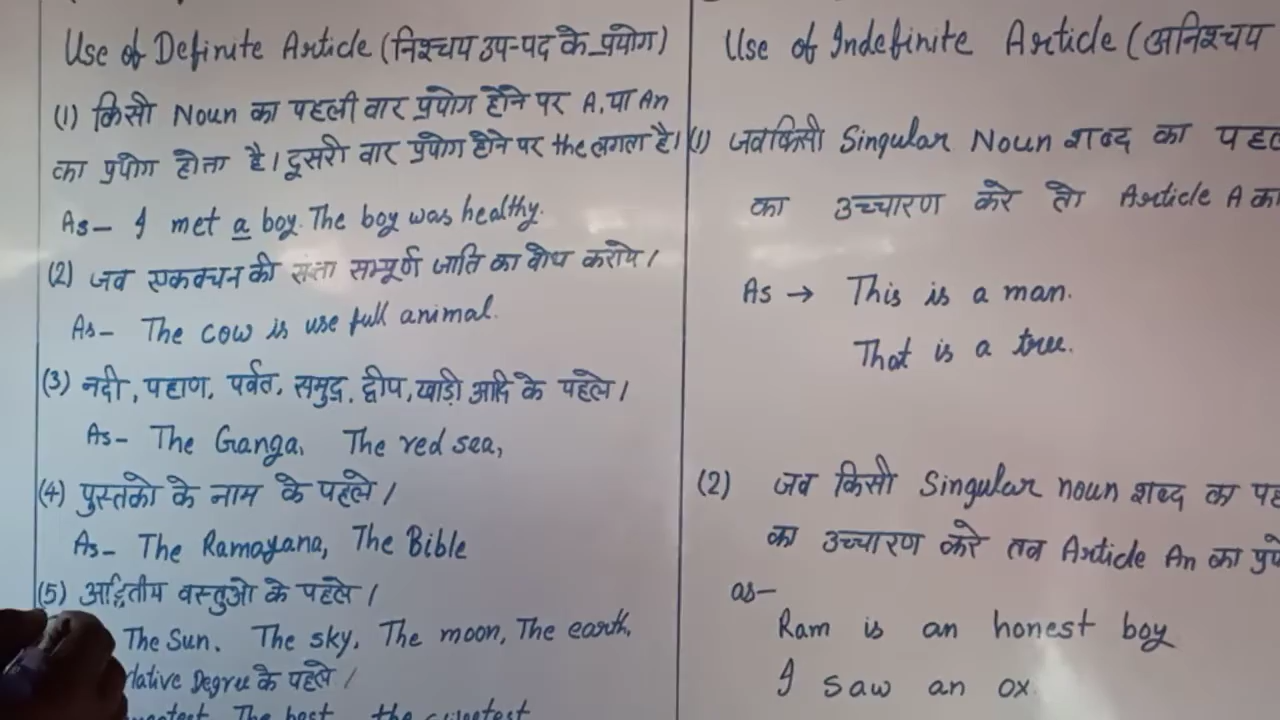 Use of Definite Article (निश्चय उप-पद के प्रयोग)
(1) किसी Noun का पहली वार प्रयोग होने पर A, या An
का प्रयोग होता है। दूसरी वार प्रयोग होने पर the लगता है।
As- I met a boy. The boy was healthy.
(2) जव एकवचन की संज्ञा सम्पूर्ण जाति का वोध कराये।
As- The cow is use full animal.
(3) नदी, पहाण, पर्वत, समुद्र, द्वीप, खाड़ी आदि के पहले।
As- The Ganga, The red sea,
(4) पुस्तको के नाम के पहले।
As- The Ramayana, The Bible
(5) अद्वितीय वस्तुओ के पहले।
The Sun. The sky, The moon, The earth,
lative Degree के पहले।
The best, the
Use of Indefinite Article (अनिश्चय
(1) जवकिसी Singular Noun शब्द का
का उच्चारण करे तो Article A का
As → This is a man.
That is a tree.
(2) जव किसी Singular noun शब्द का
का उच्चारण करे तव Article An का
as-
Ram is an honest boy
I saw an ox.